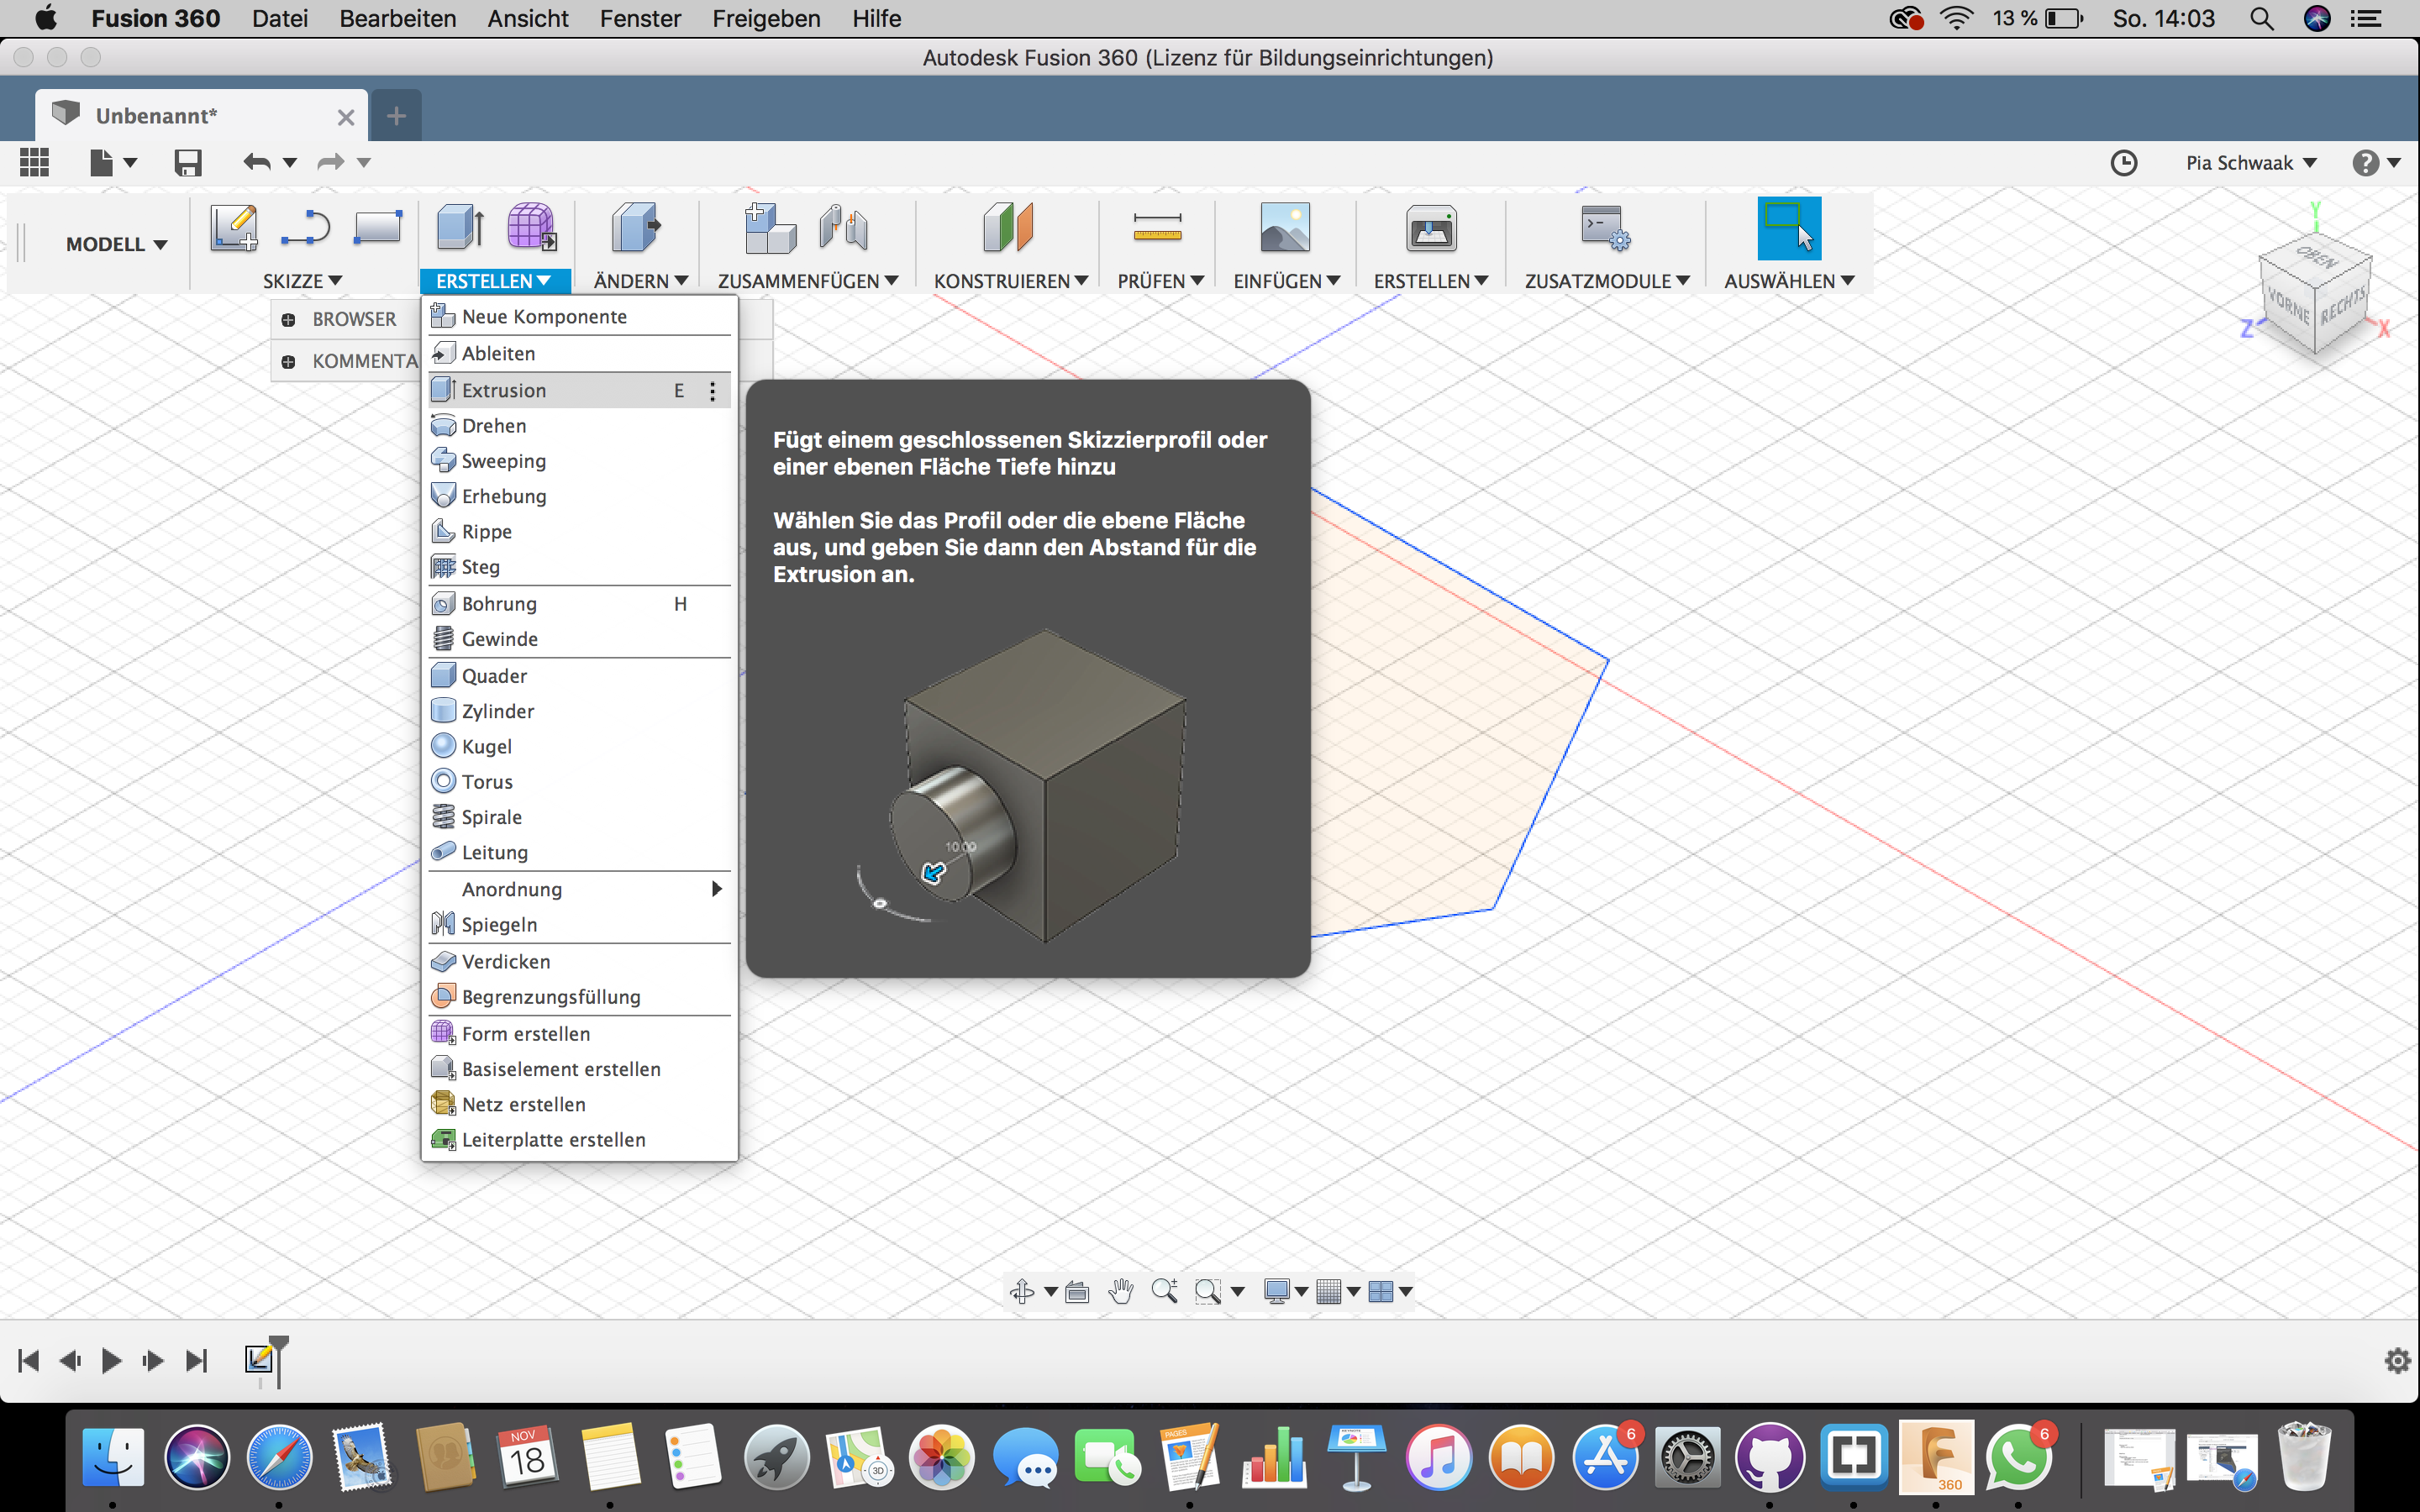 Fusion 360 Datei Bearbeiten Ansicht Fenster Freigeben Hilfe 13 % So. 14:03
Autodesk Fusion 360 (Lizenz für Bildungseinrichtungen)
Unbenannt*
Pia Schwaak
MODELL
SKIZZE ERSTELLEN ÄNDERN ZUSAMMENFÜGEN KONSTRUIEREN PRÜFEN EINFÜGEN ERSTELLEN ZUSATZMODULE AUSWÄHLEN
Y
OBEN
VORNE RECHTS
Z X
BROWSER
KOMMENTA
Neue Komponente
Ableiten
Extrusion E
Drehen
Sweeping
Erhebung
Rippe
Steg
Bohrung H
Gewinde
Quader
Zylinder
Kugel
Torus
Spirale
Leitung
Anordnung
Spiegeln
Verdicken
Begrenzungsfüllung
Form erstellen
Basiselement erstellen
Netz erstellen
Leiterplatte erstellen
Fügt einem geschlossenen Skizzierprofil oder
einer ebenen Fläche Tiefe hinzu
Wählen Sie das Profil oder die ebene Fläche
aus, und geben Sie dann den Abstand für die
Extrusion an.
10.00
NOV
18
3D
PAGES
6
F
360
6